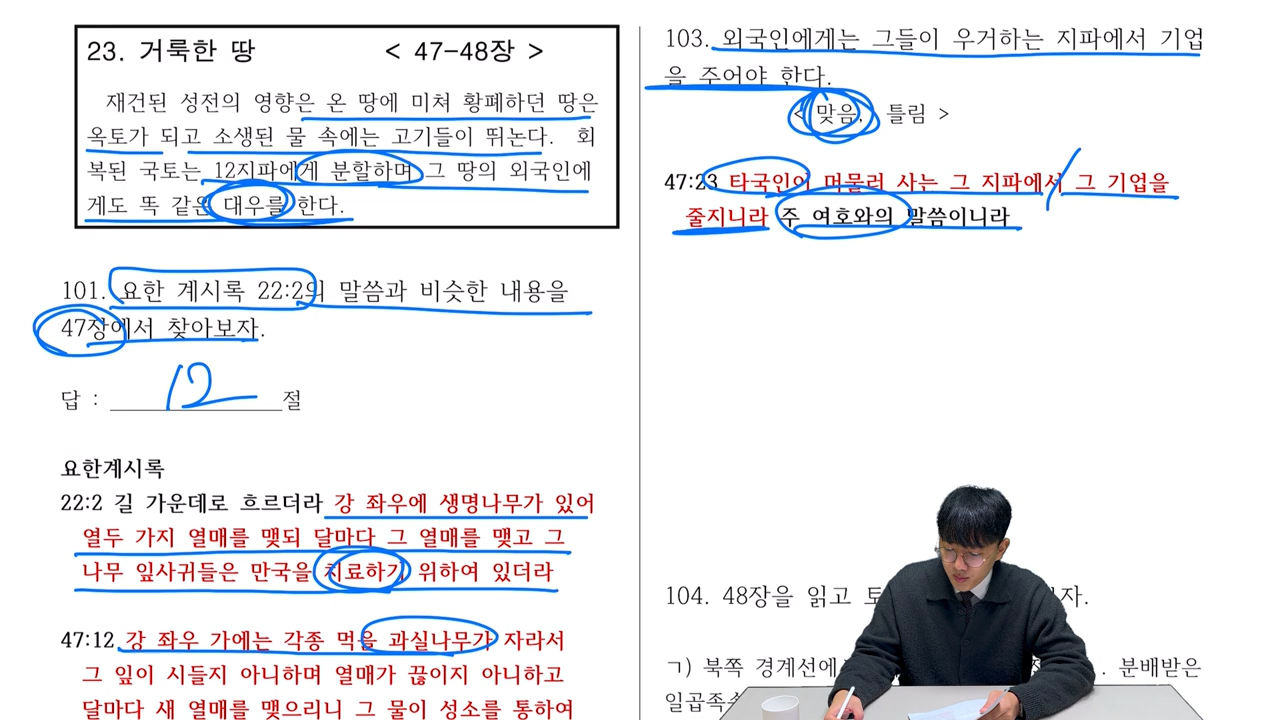 23. 거룩한 땅 < 47-48장 >
재건된 성전의 영향은 온 땅에 미쳐 황폐하던 땅은
옥토가 되고 소생된 물 속에는 고기들이 뛰논다. 회
복된 국토는 12지파에게 분할하며 그 땅의 외국인에
게도 똑 같은 대우를 한다.
101. 요한 계시록 22:2의 말씀과 비슷한 내용을
47장에서 찾아보자.
답 : 12 절
요한계시록
22:2 길 가운데로 흐르더라 강 좌우에 생명나무가 있어
열두 가지 열매를 맺되 달마다 그 열매를 맺고 그
나무 잎사귀들은 만국을 치료하기 위하여 있더라
47:12 강 좌우 가에는 각종 먹을 과실나무가 자라서
그 잎이 시들지 아니하며 열매가 끊이지 아니하고
달마다 새 열매를 맺으리니 그 물이 성소를 통하여
103. 외국인에게는 그들이 우거하는 지파에서 기업
을 주어야 한다.
< 맞음, 틀림 >
47:23 타국인이 머물러 사는 그 지파에서 그 기업을
줄지니라 주 여호와의 말씀이니라
104. 48장을 읽고 자.
ㄱ) 북쪽 경계선에 . 분배받은
일곱족